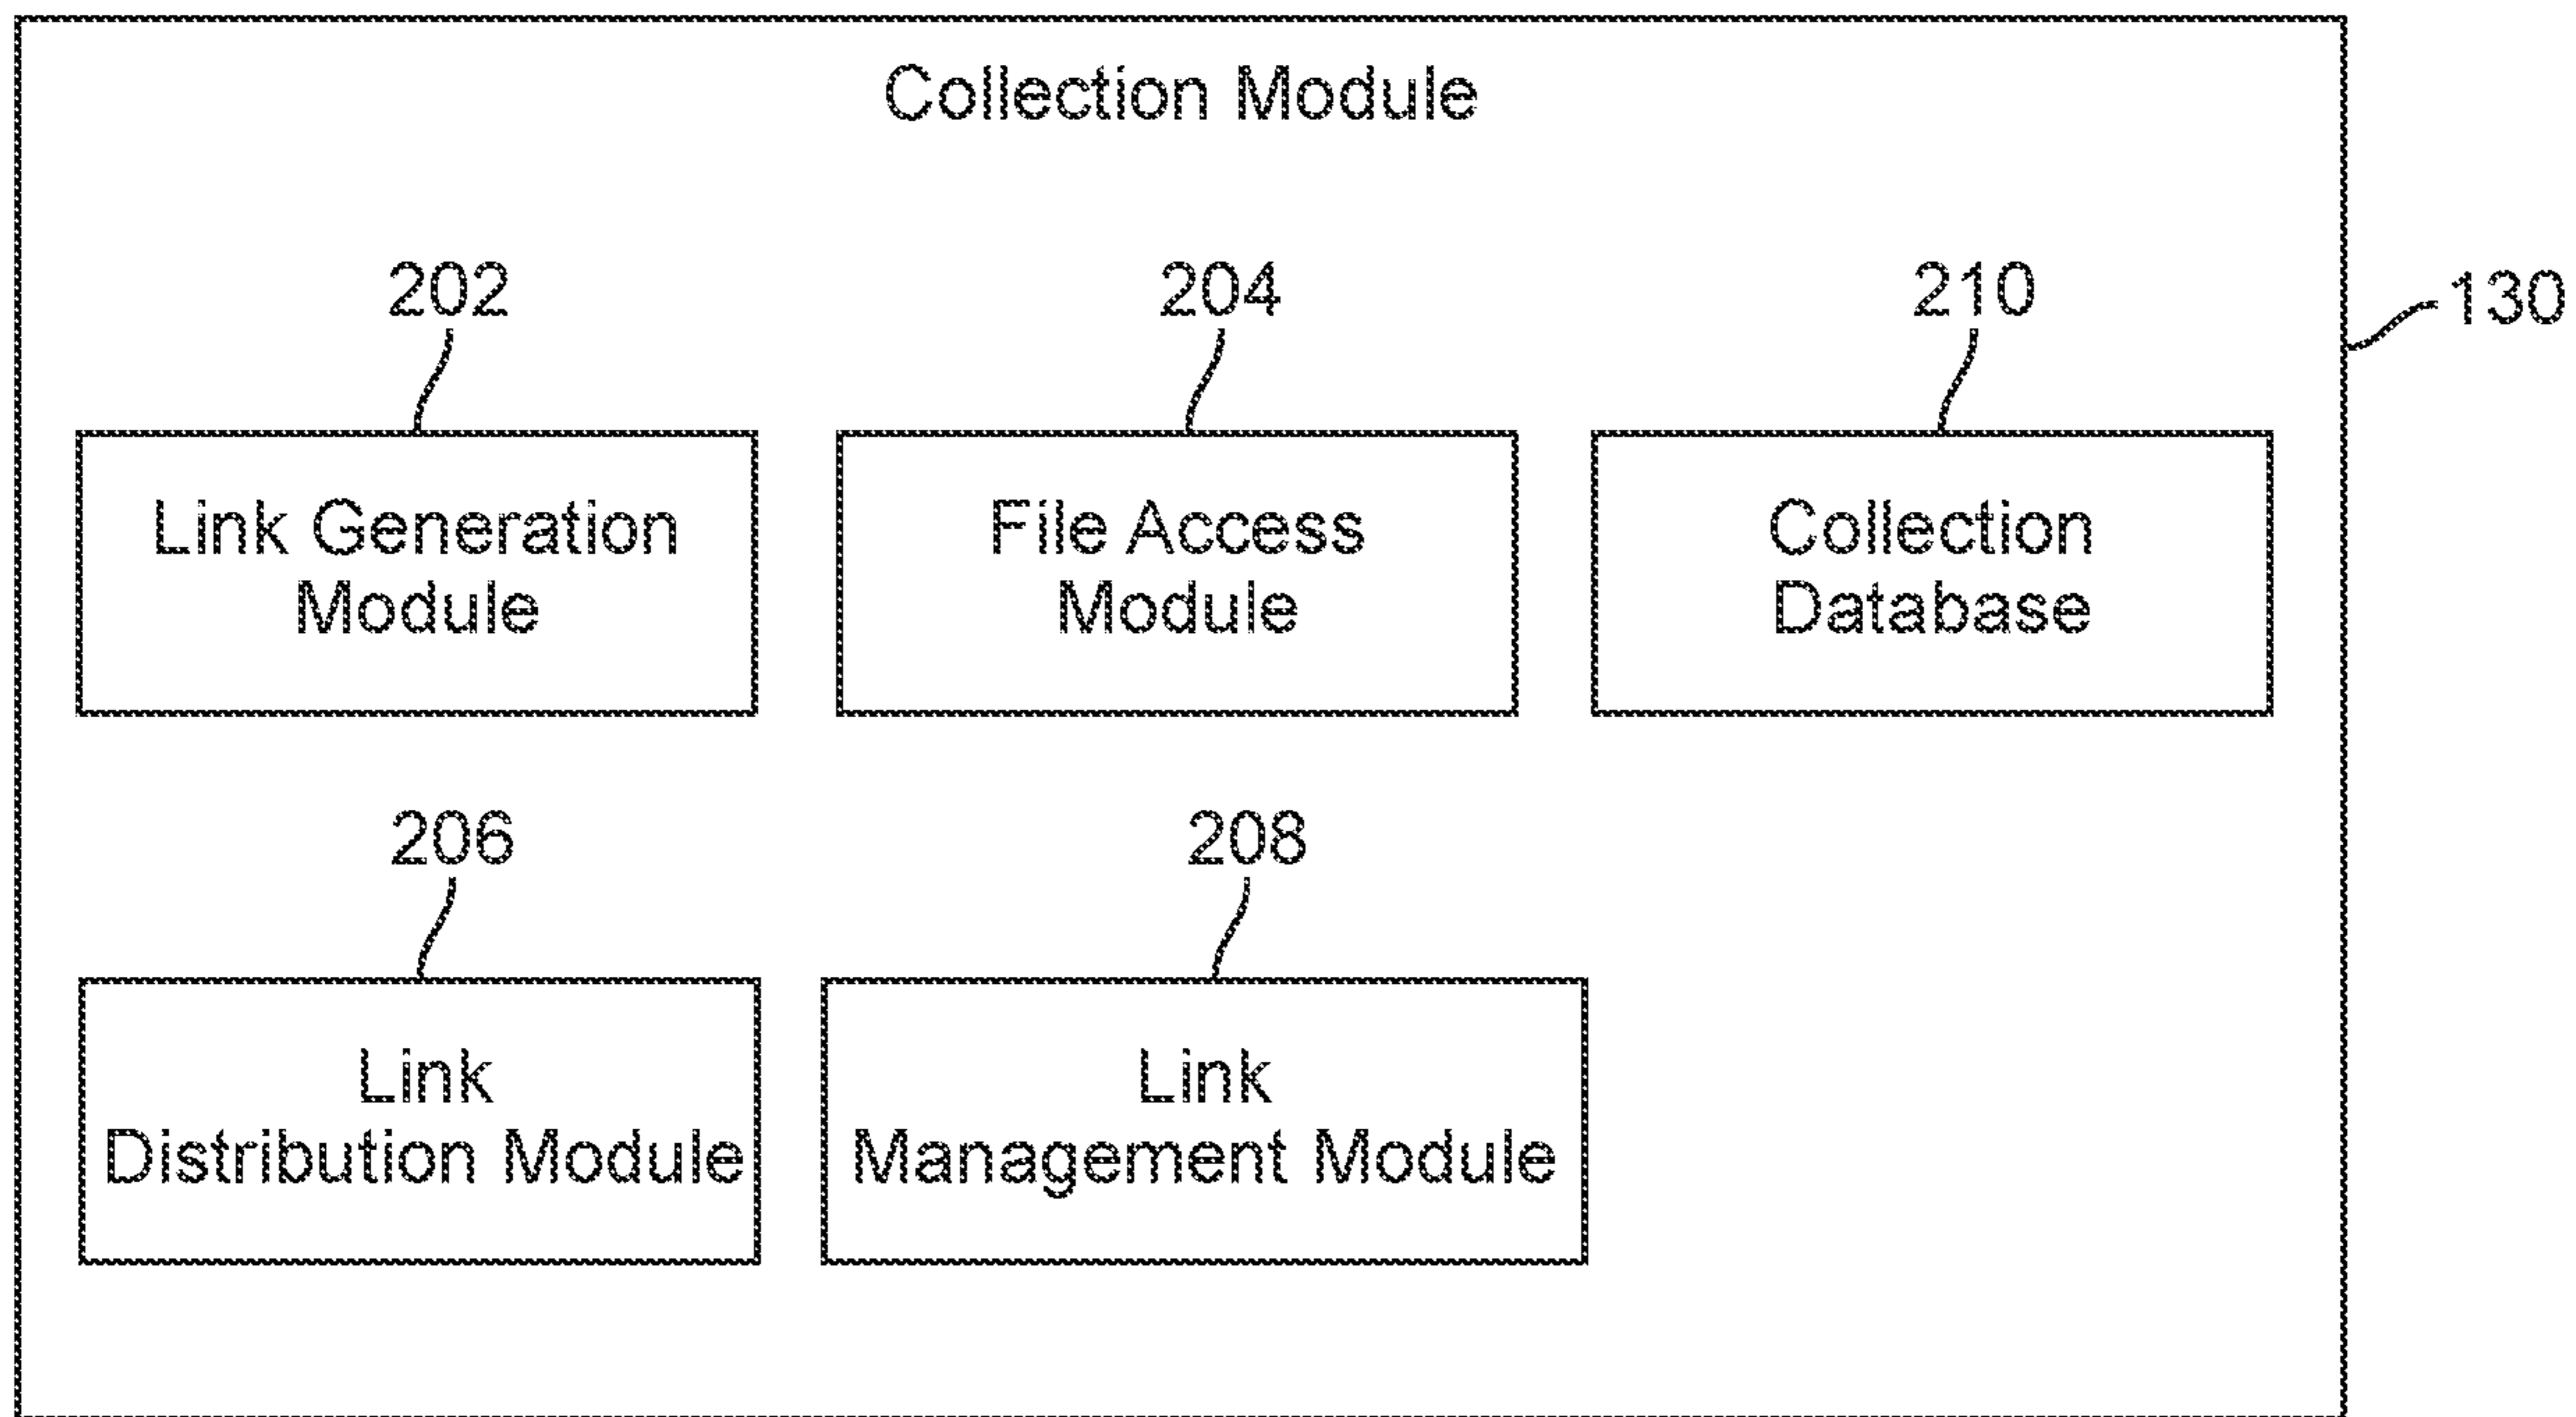 Collection Module
202
204
210
130
Link Generation
Module
File Access
Module
Collection
Database
206
208
Link
Distribution Module
Link
Management Module